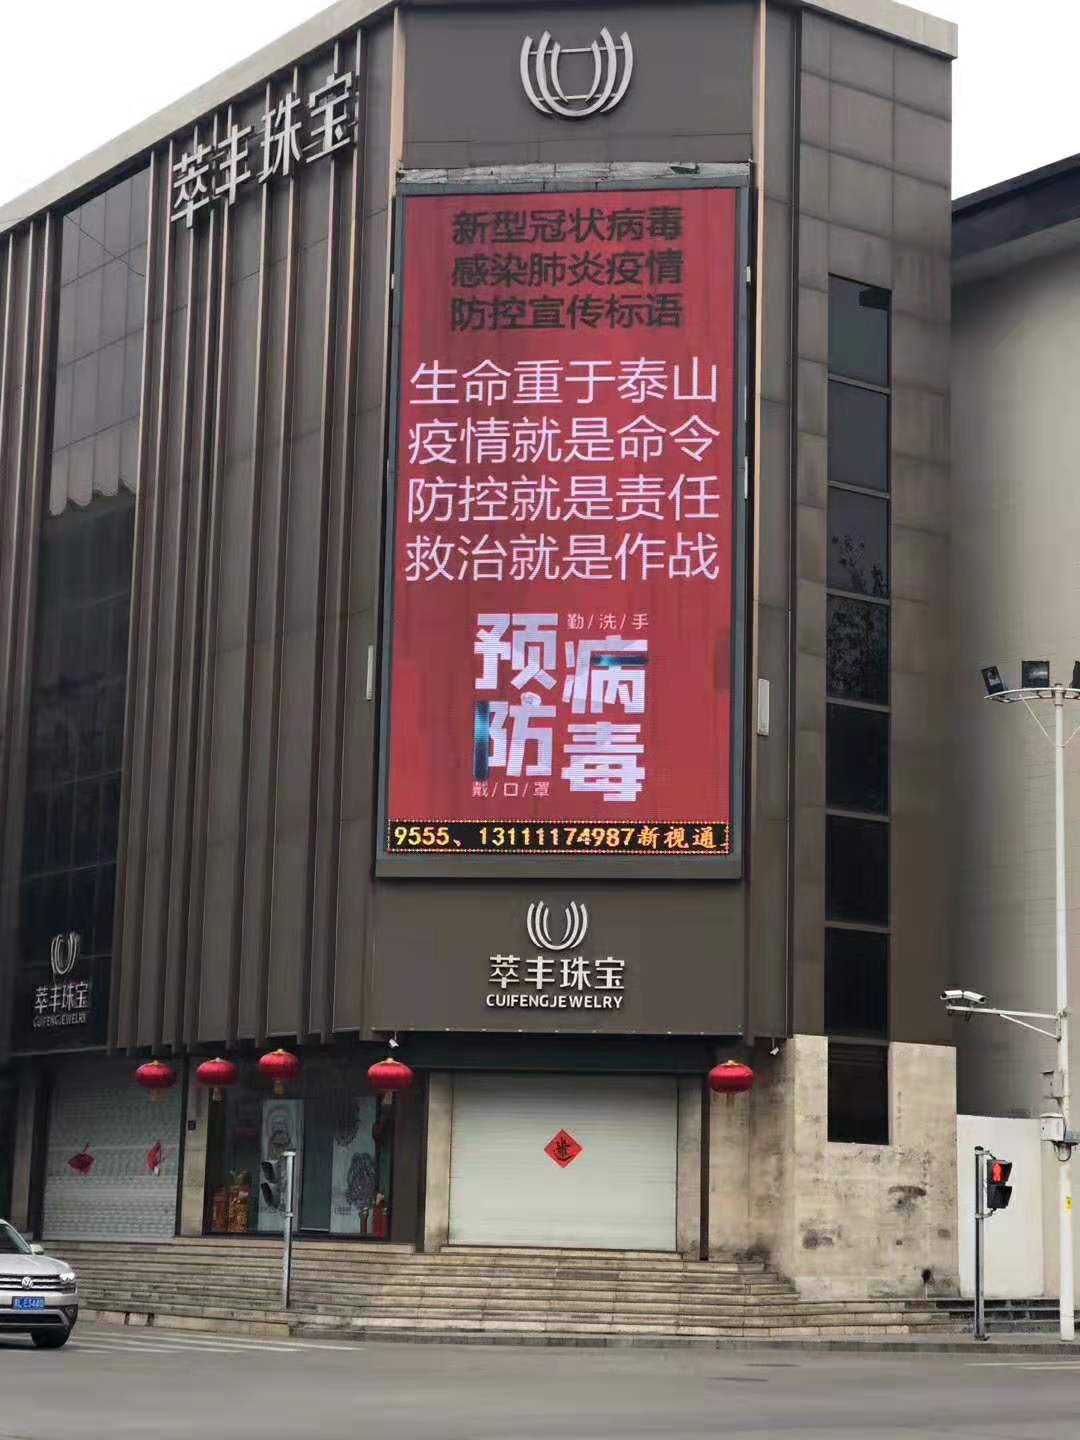 萃丰珠宝
新型冠状病毒
感染肺炎疫情
防控宣传标语
生命重于泰山
疫情就是命令
防控就是责任
救治就是作战
勤/洗/手
预防
病毒
戴/口/罩
9555、13111174987新视通
萃丰珠宝
CUIFENGJEWELRY
萃丰珠宝
CUIFENGJEWELRY